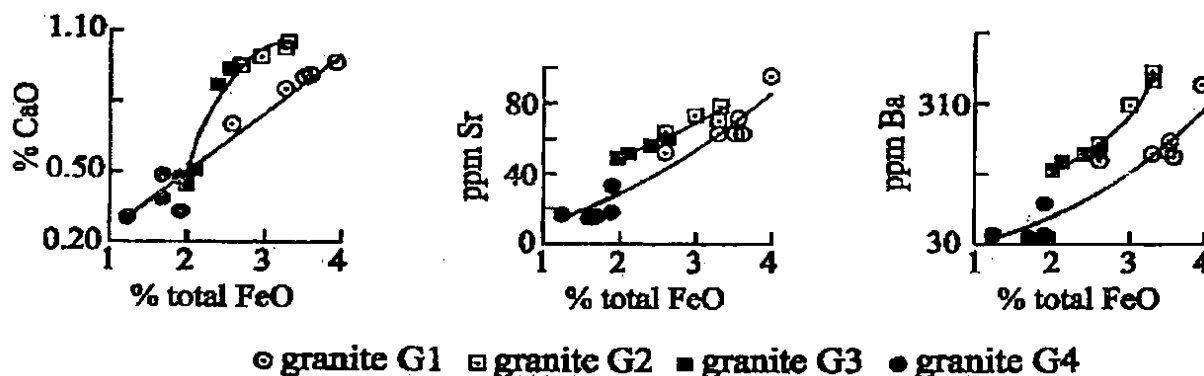 1.10
% CaO
0.50
0.20
1 2 3 4
% total FeO
ppm Sr
80
40
0
1 2 3 4
% total FeO
ppm Ba
310
30
1 2 3 4
% total FeO
granite G1 granite G2 granite G3 granite G4